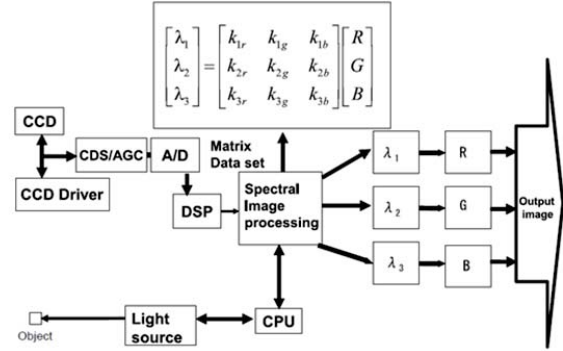 [λ1] = [k1r k1g k1b] [R]
[λ2] = [k2r k2g k2b] [G]
[λ3] = [k3r k3g k3b] [B]
CCD
CDS/AGC
A/D
CCD Driver
Matrix
Data set
DSP
Spectral
Image
processing
λ1
R
λ2
G
λ3
B
Output
image
Object
Light
source
CPU